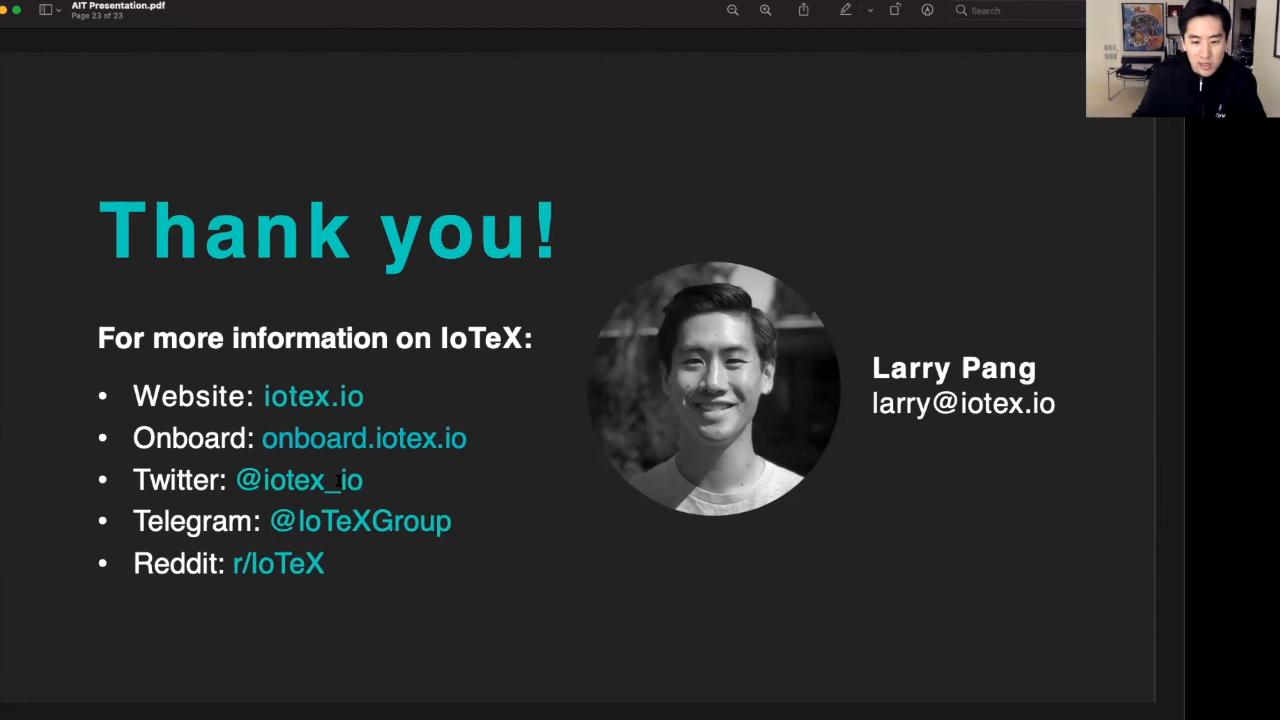 AIT Presentation.pdf
Page 23 of 23
Search
Thank you!
For more information on IoTeX:
• Website: iotex.io
• Onboard: onboard.iotex.io
• Twitter: @iotex_io
• Telegram: @IoTeXGroup
• Reddit: r/IoTeX
Larry Pang
larry@iotex.io